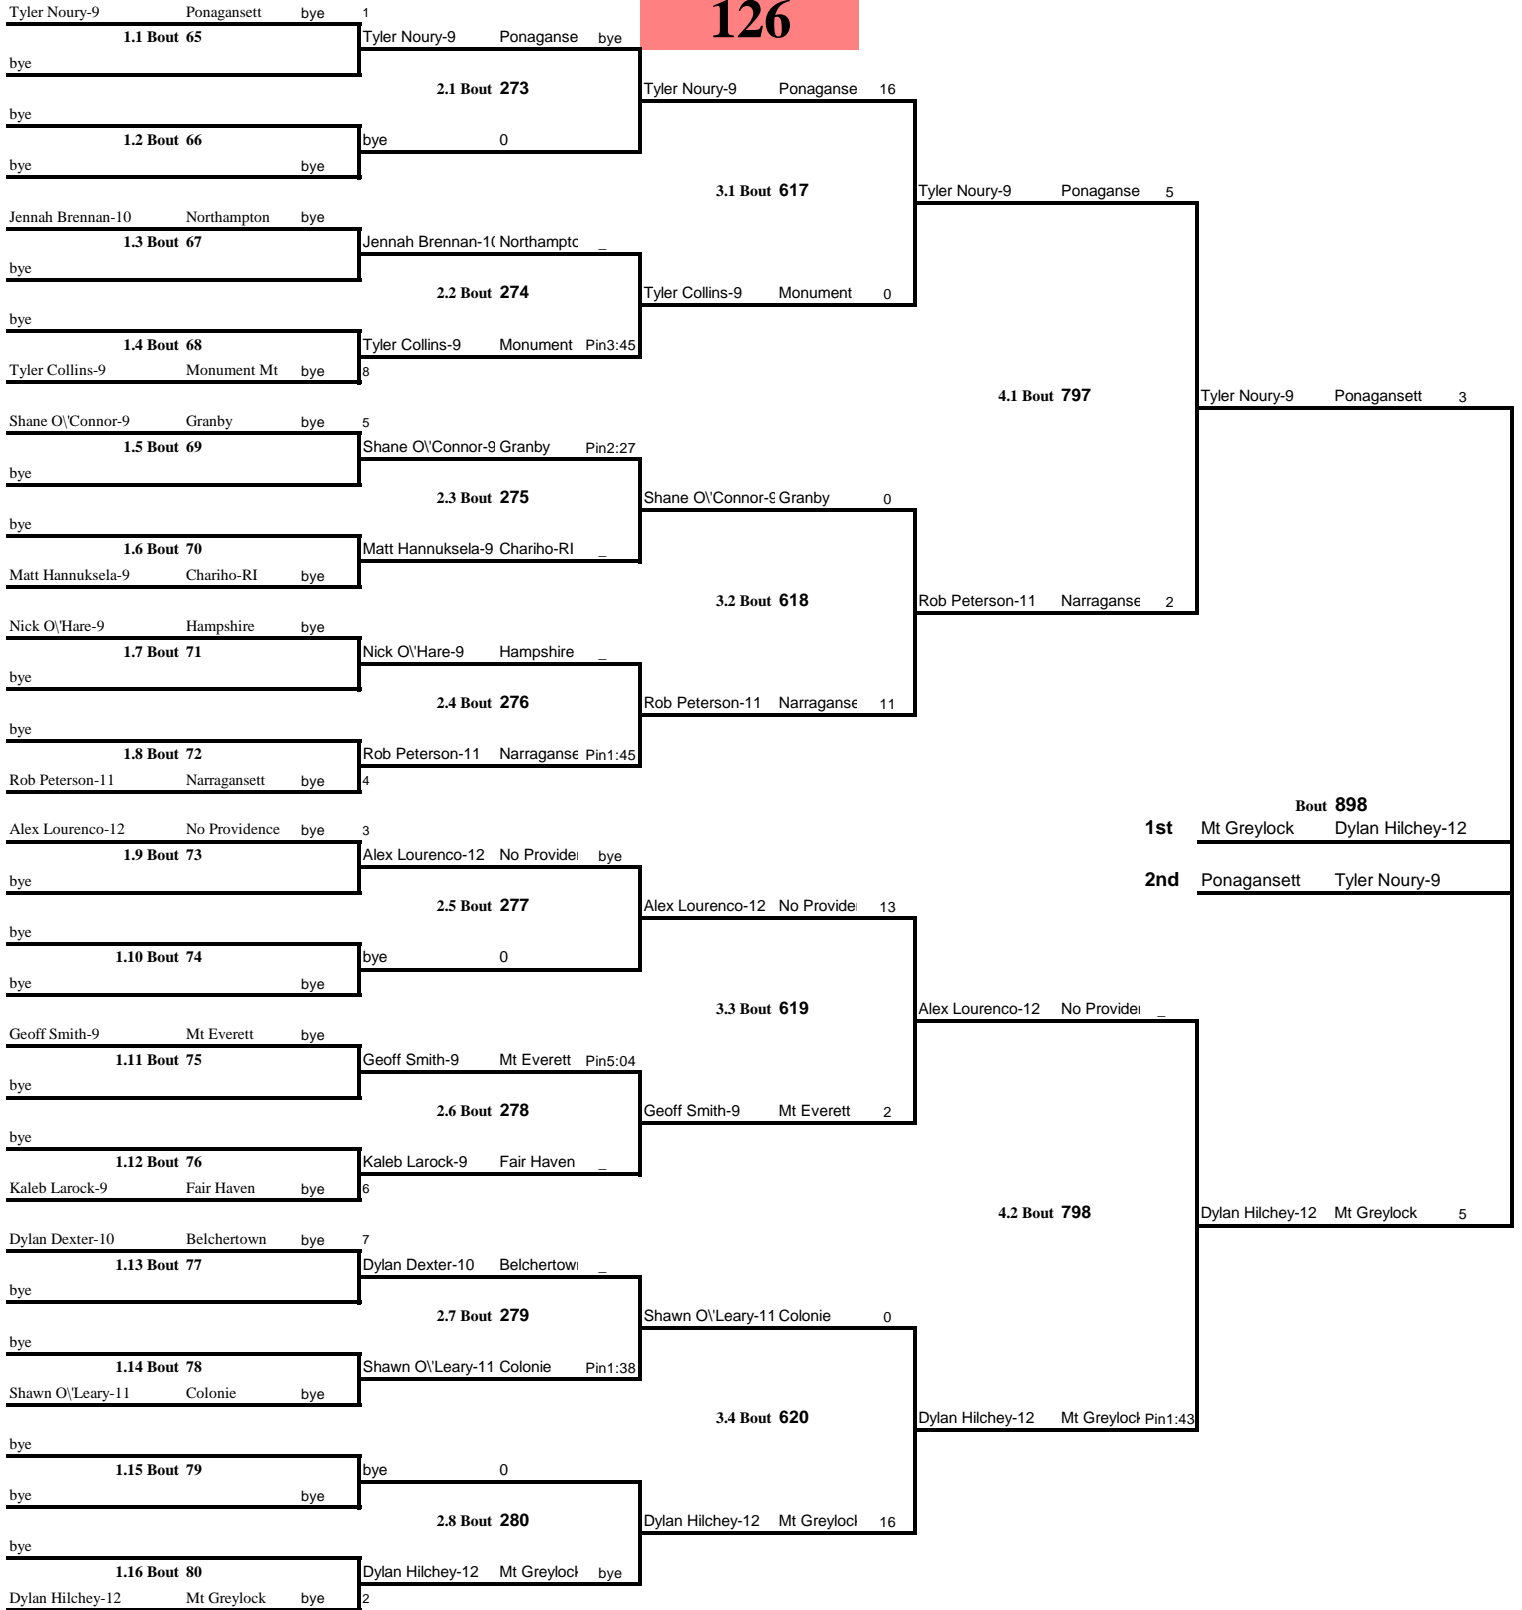 126
Tyler Noury-9 Ponagansett bye 1
1.1 Bout 65
bye
bye
1.2 Bout 66
bye bye
Jennah Brennan-10 Northampton bye
1.3 Bout 67
bye
bye
1.4 Bout 68
Tyler Collins-9 Monument Mt bye 8
Shane O\'Connor-9 Granby bye 5
1.5 Bout 69
bye
bye
1.6 Bout 70
Matt Hannuksela-9 Chariho-RI bye
Nick O\'Hare-9 Hampshire bye
1.7 Bout 71
bye
bye
1.8 Bout 72
Rob Peterson-11 Narragansett bye 4
Alex Lourenco-12 No Providence bye 3
1.9 Bout 73
bye
bye
1.10 Bout 74
bye bye
Geoff Smith-9 Mt Everett bye
1.11 Bout 75
bye
bye
1.12 Bout 76
Kaleb Larock-9 Fair Haven bye 6
Dylan Dexter-10 Belchertown bye 7
1.13 Bout 77
bye
bye
1.14 Bout 78
Shawn O\'Leary-11 Colonie bye
bye
1.15 Bout 79
bye bye
bye
1.16 Bout 80
Dylan Hilchey-12 Mt Greylock bye 2
Tyler Noury-9 Ponaganse bye
2.1 Bout 273
bye 0
Jennah Brennan-1( Northamptc _
2.2 Bout 274
Tyler Collins-9 Monument Pin3:45
Shane O\'Connor-9 Granby Pin2:27
2.3 Bout 275
Matt Hannuksela-9 Chariho-RI _
Nick O\'Hare-9 Hampshire _
2.4 Bout 276
Rob Peterson-11 Narraganse Pin1:45
Alex Lourenco-12 No Provide bye
2.5 Bout 277
bye 0
Geoff Smith-9 Mt Everett Pin5:04
2.6 Bout 278
Kaleb Larock-9 Fair Haven _
Dylan Dexter-10 Belchertow _
2.7 Bout 279
Shawn O\'Leary-11 Colonie Pin1:38
bye 0
2.8 Bout 280
Dylan Hilchey-12 Mt Greylock bye
Tyler Noury-9 Ponaganse 16
3.1 Bout 617
Tyler Collins-9 Monument 0
Shane O\'Connor-9 Granby 0
3.2 Bout 618
Rob Peterson-11 Narraganse 11
Alex Lourenco-12 No Provide 13
3.3 Bout 619
Geoff Smith-9 Mt Everett 2
Shawn O\'Leary-11 Colonie 0
3.4 Bout 620
Dylan Hilchey-12 Mt Greylock 16
Tyler Noury-9 Ponaganse 5
4.1 Bout 797
Rob Peterson-11 Narraganse 2
Alex Lourenco-12 No Provide _
4.2 Bout 798
Dylan Hilchey-12 Mt Greylock Pin1:43
Tyler Noury-9 Ponagansett 3
Bout 898
1st Mt Greylock Dylan Hilchey-12
2nd Ponagansett Tyler Noury-9
Dylan Hilchey-12 Mt Greylock 5